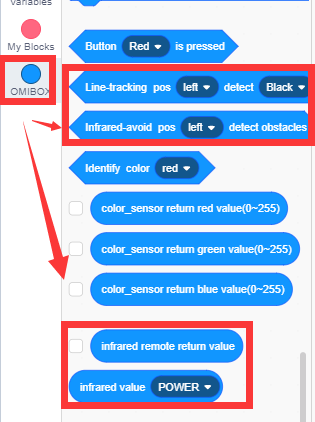 Variables
My Blocks
OMIBOX
Button Red is pressed
Line-tracking pos left detect Black
Infrared-avoid pos left detect obstacles
Identify color red
color_sensor return red value(0~255)
color_sensor return green value(0~255)
color_sensor return blue value(0~255)
infrared remote return value
infrared value POWER